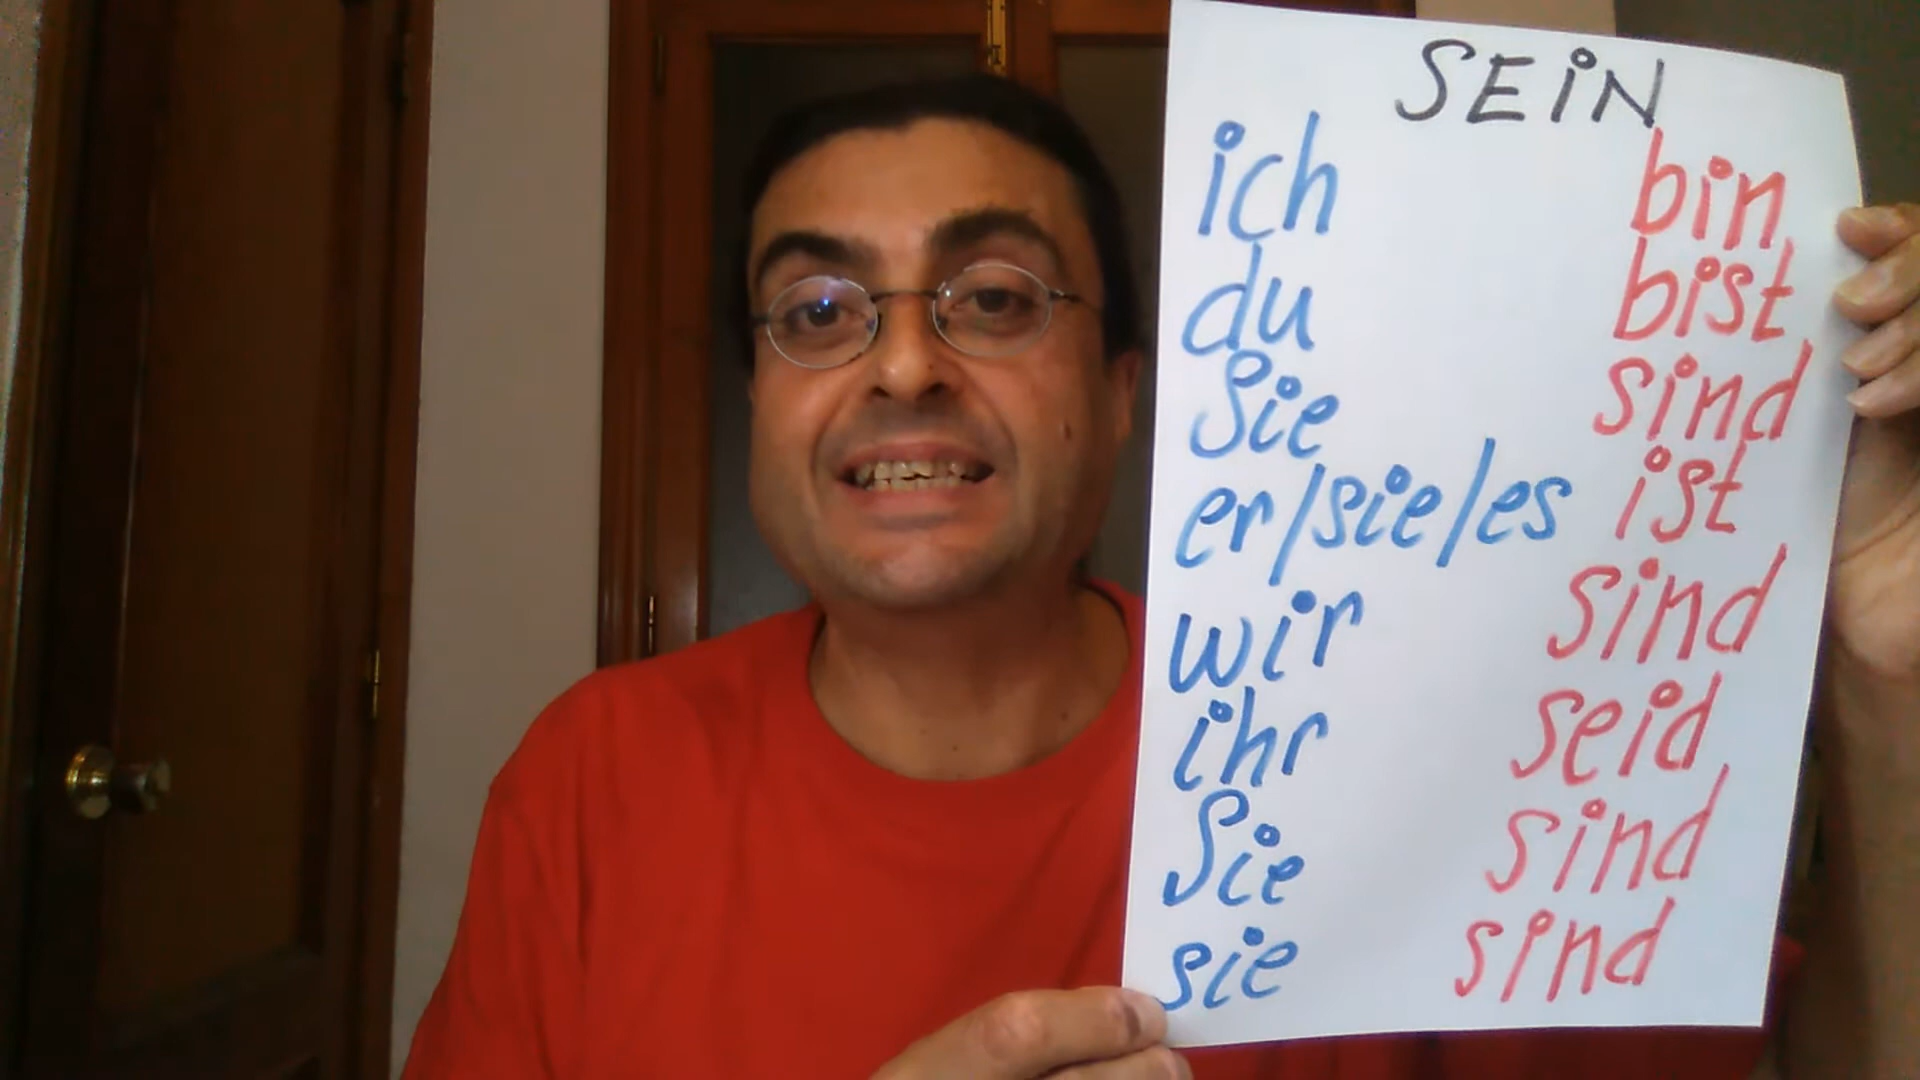 SEiN
ich bin
du bist
Sie sind
er/sie/es ist
wir sind
ihr seid
Sie sind
sie sind